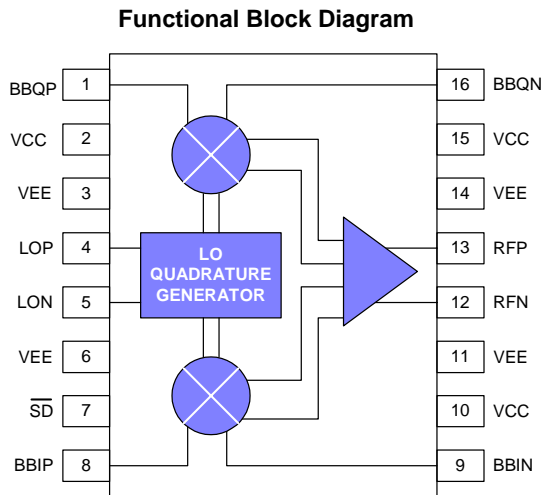 Functional Block Diagram
BBQP 1
16 BBQN
VCC 2
15 VCC
VEE 3
14 VEE
LOP 4
LO
QUADRATURE
GENERATOR
13 RFP
LON 5
12 RFN
VEE 6
11 VEE
S̅D̅ 7
10 VCC
BBIP 8
9 BBIN